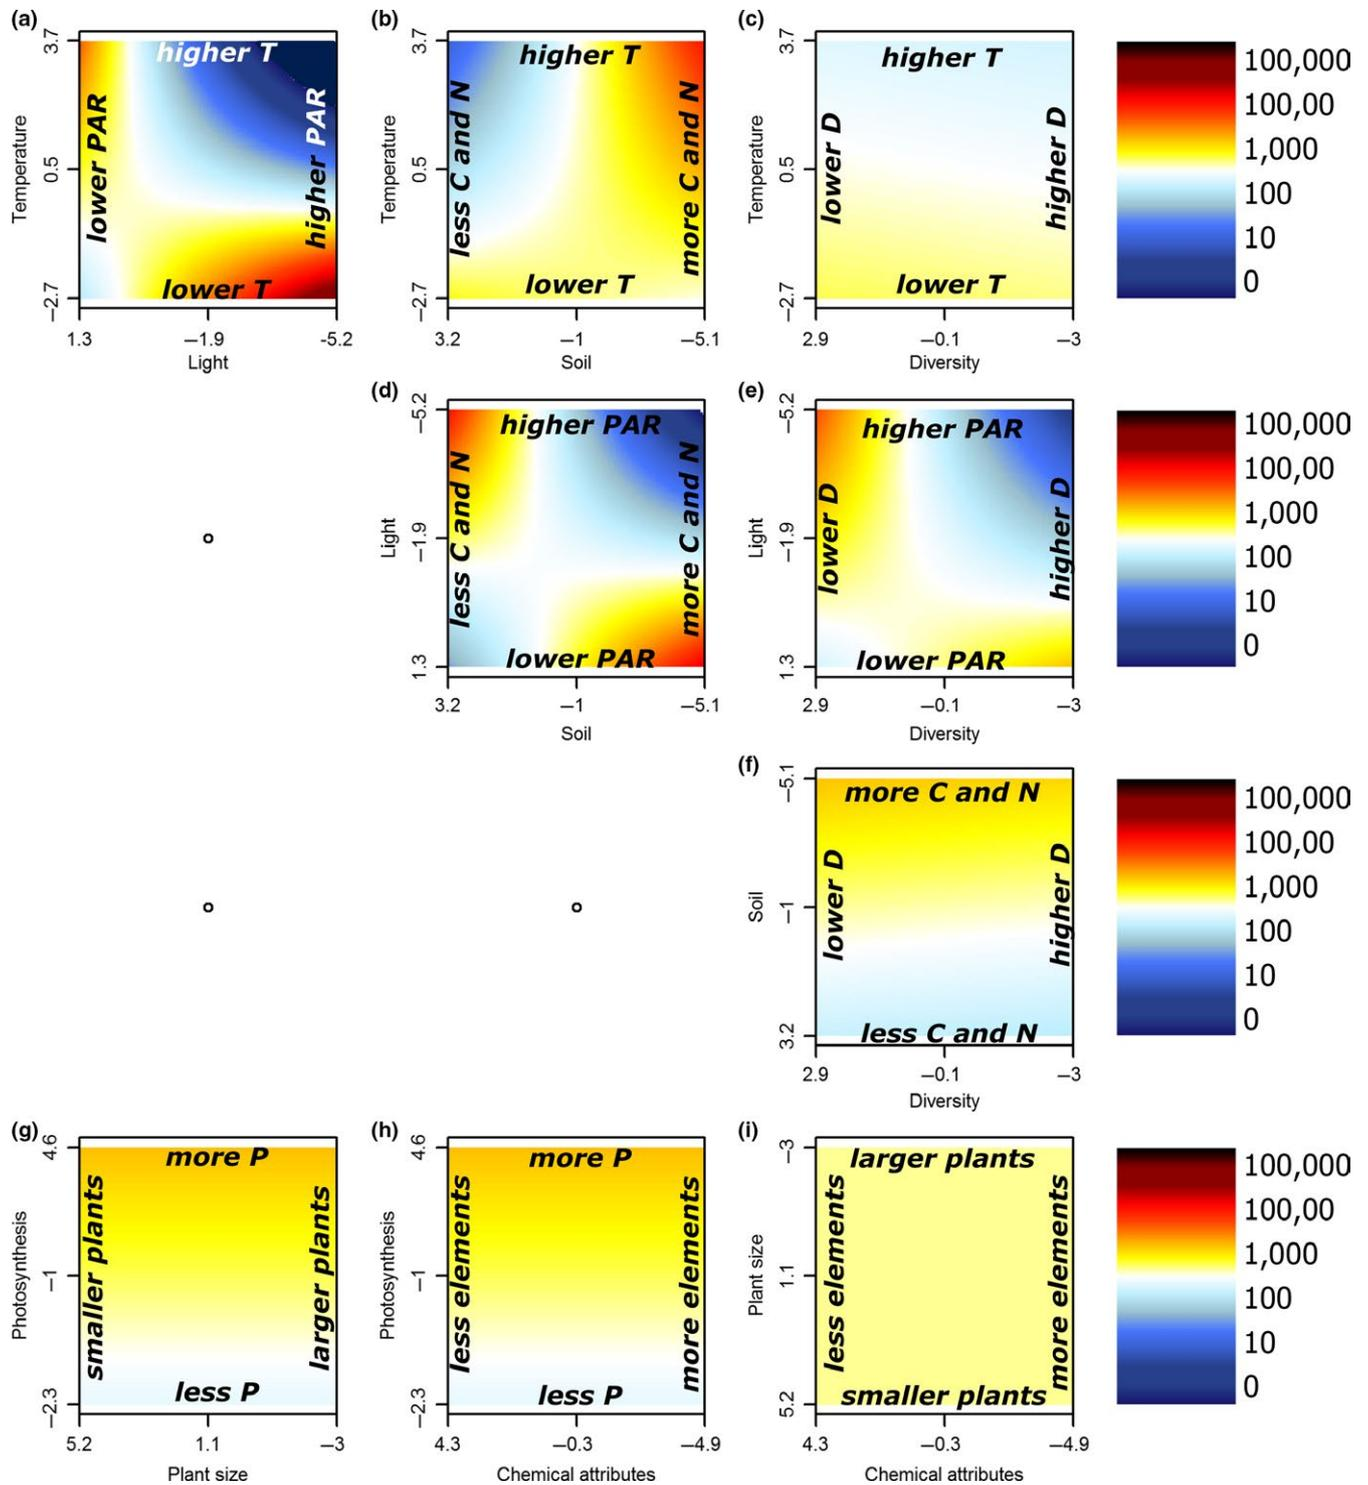 (a)
3.7
0.5
−2.7
Temperature
higher T
lower PAR
higher PAR
lower T
1.3
−1.9
-5.2
Light
(b)
3.7
0.5
−2.7
Temperature
higher T
less C and N
more C and N
lower T
3.2
−1
−5.1
Soil
(c)
3.7
0.5
−2.7
Temperature
higher T
lower D
higher D
lower T
2.9
−0.1
−3
Diversity
100,000
100,00
1,000
100
10
0
(d)
−5.2
−1.9
1.3
Light
higher PAR
less C and N
more C and N
lower PAR
3.2
−1
−5.1
Soil
(e)
−5.2
−1.9
1.3
Light
higher PAR
lower D
higher D
lower PAR
2.9
−0.1
−3
Diversity
100,000
100,00
1,000
100
10
0
(f)
−5.1
−1
3.2
Soil
more C and N
lower D
higher D
less C and N
2.9
−0.1
−3
Diversity
100,000
100,00
1,000
100
10
0
(g)
4.6
−1
−2.3
Photosynthesis
more P
smaller plants
larger plants
less P
5.2
1.1
−3
Plant size
(h)
4.6
−1
−2.3
Photosynthesis
more P
less elements
more elements
less P
4.3
−0.3
−4.9
Chemical attributes
(i)
−3
1.1
5.2
Plant size
larger plants
less elements
more elements
smaller plants
4.3
−0.3
−4.9
Chemical attributes
100,000
100,00
1,000
100
10
0